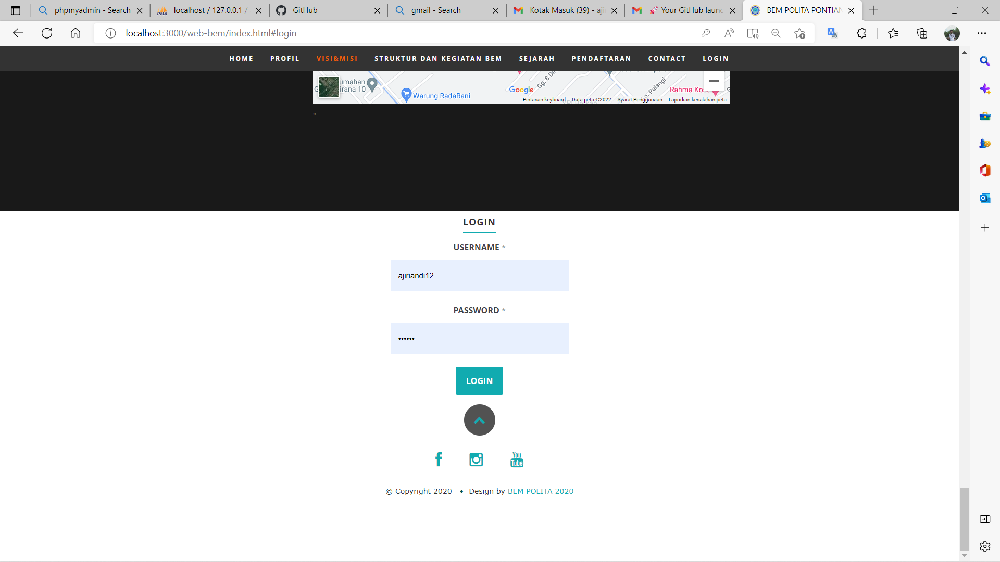 phpmyadmin - Search
localhost / 127.0.0.1 /
GitHub
gmail - Search
Kotak Masuk (39) - aji
🚀 Your GitHub launc
BEM POLITA PONTIAN
localhost:3000/web-bem/index.html#login
HOME PROFIL VISI&MISI STRUKTUR DAN KEGIATAN BEM SEJARAH PENDAFTARAN CONTACT LOGIN
umahan
irana 10
Warung RadaRani
Google
Gg. 8 De
Gg. Pelangi
Rahma Kos
Pintasan keyboard Data peta ©2022 Syarat Penggunaan Laporkan kesalahan peta
"
LOGIN
USERNAME *
ajiriandi12
PASSWORD *
••••••
LOGIN
You
Tube
© Copyright 2020 • Design by BEM POLITA 2020